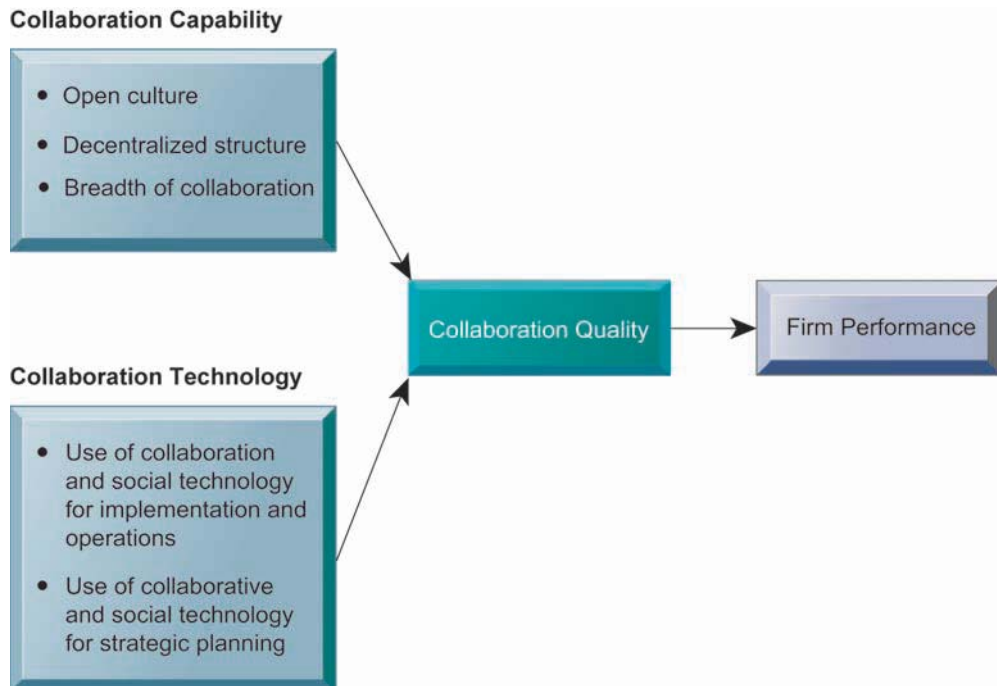 Collaboration Capability
• Open culture
• Decentralized structure
• Breadth of collaboration
Collaboration Quality
Firm Performance
Collaboration Technology
• Use of collaboration
and social technology
for implementation and
operations
• Use of collaborative
and social technology
for strategic planning